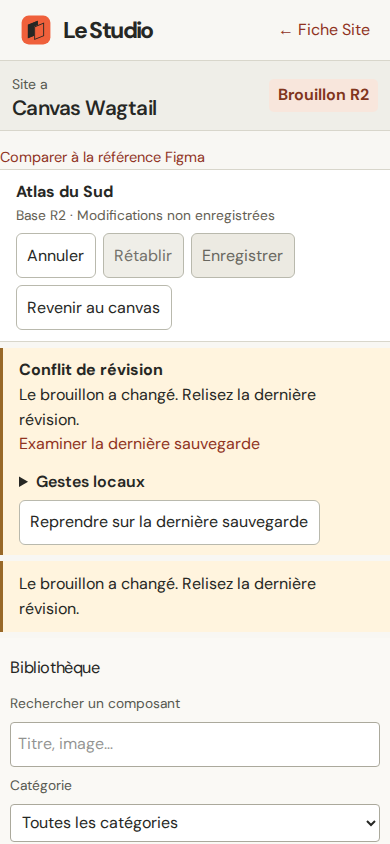 Le Studio
← Fiche Site
Site a
Canvas Wagtail
Brouillon R2
Comparer à la référence Figma
Atlas du Sud
Base R2 · Modifications non enregistrées
Annuler
Rétablir
Enregistrer
Revenir au canvas
Conflit de révision
Le brouillon a changé. Relisez la dernière
révision.
Examiner la dernière sauvegarde
Gestes locaux
Reprendre sur la dernière sauvegarde
Le brouillon a changé. Relisez la dernière
révision.
Bibliothèque
Rechercher un composant
Titre, image...
Catégorie
Toutes les catégories